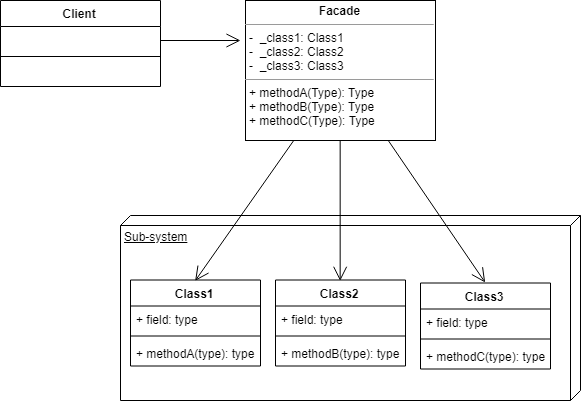 Client
Facade
- _class1: Class1
- _class2: Class2
- _class3: Class3
+ methodA(Type): Type
+ methodB(Type): Type
+ methodC(Type): Type
Sub-system
Class1
+ field: type
+ methodA(type): type
Class2
+ field: type
+ methodB(type): type
Class3
+ field: type
+ methodC(type): type